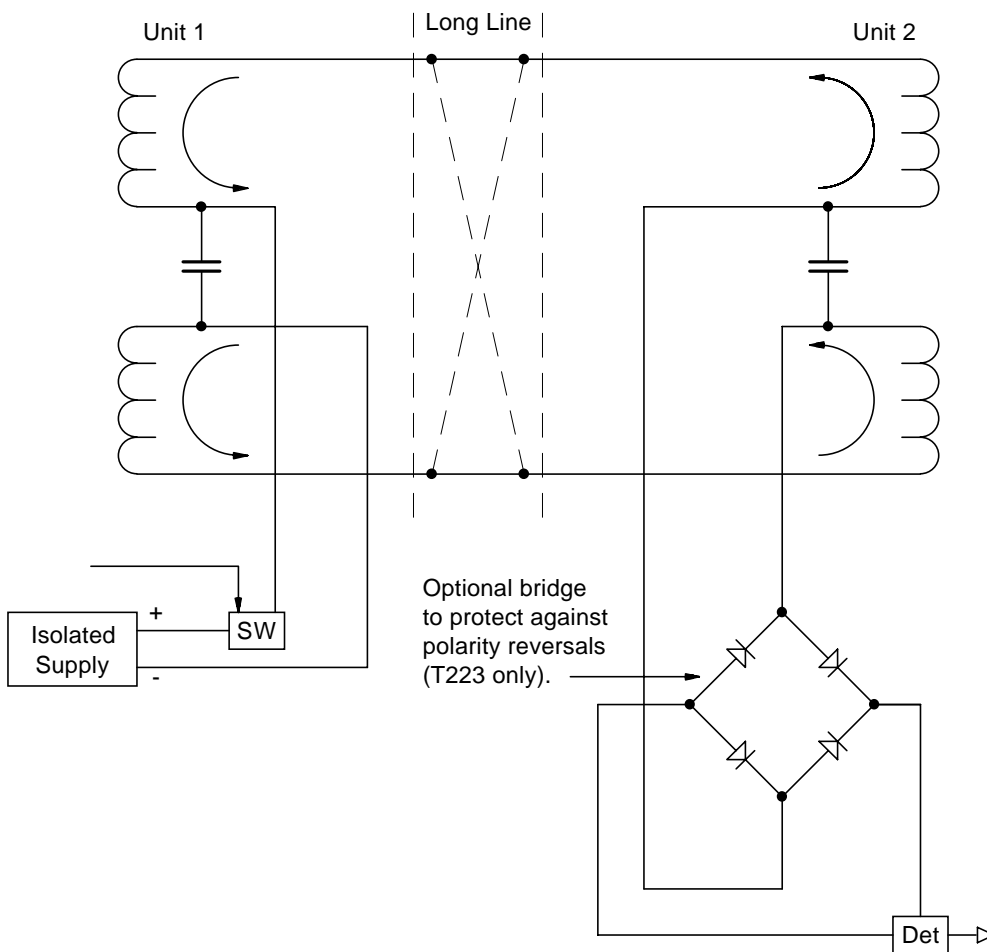 Unit 1
Long Line
Unit 2
Optional bridge
to protect against
polarity reversals
(T223 only).
+
SW
Isolated
Supply
-
Det